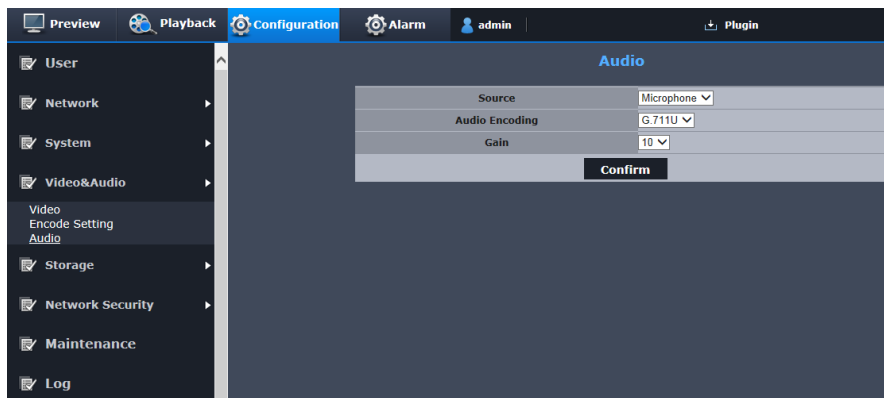 Preview Playback Configuration Alarm admin Plugin
User
Network
System
Video&Audio
Video
Encode Setting
Audio
Storage
Network Security
Maintenance
Log
Audio
Source Microphone
Audio Encoding G.711U
Gain 10
Confirm